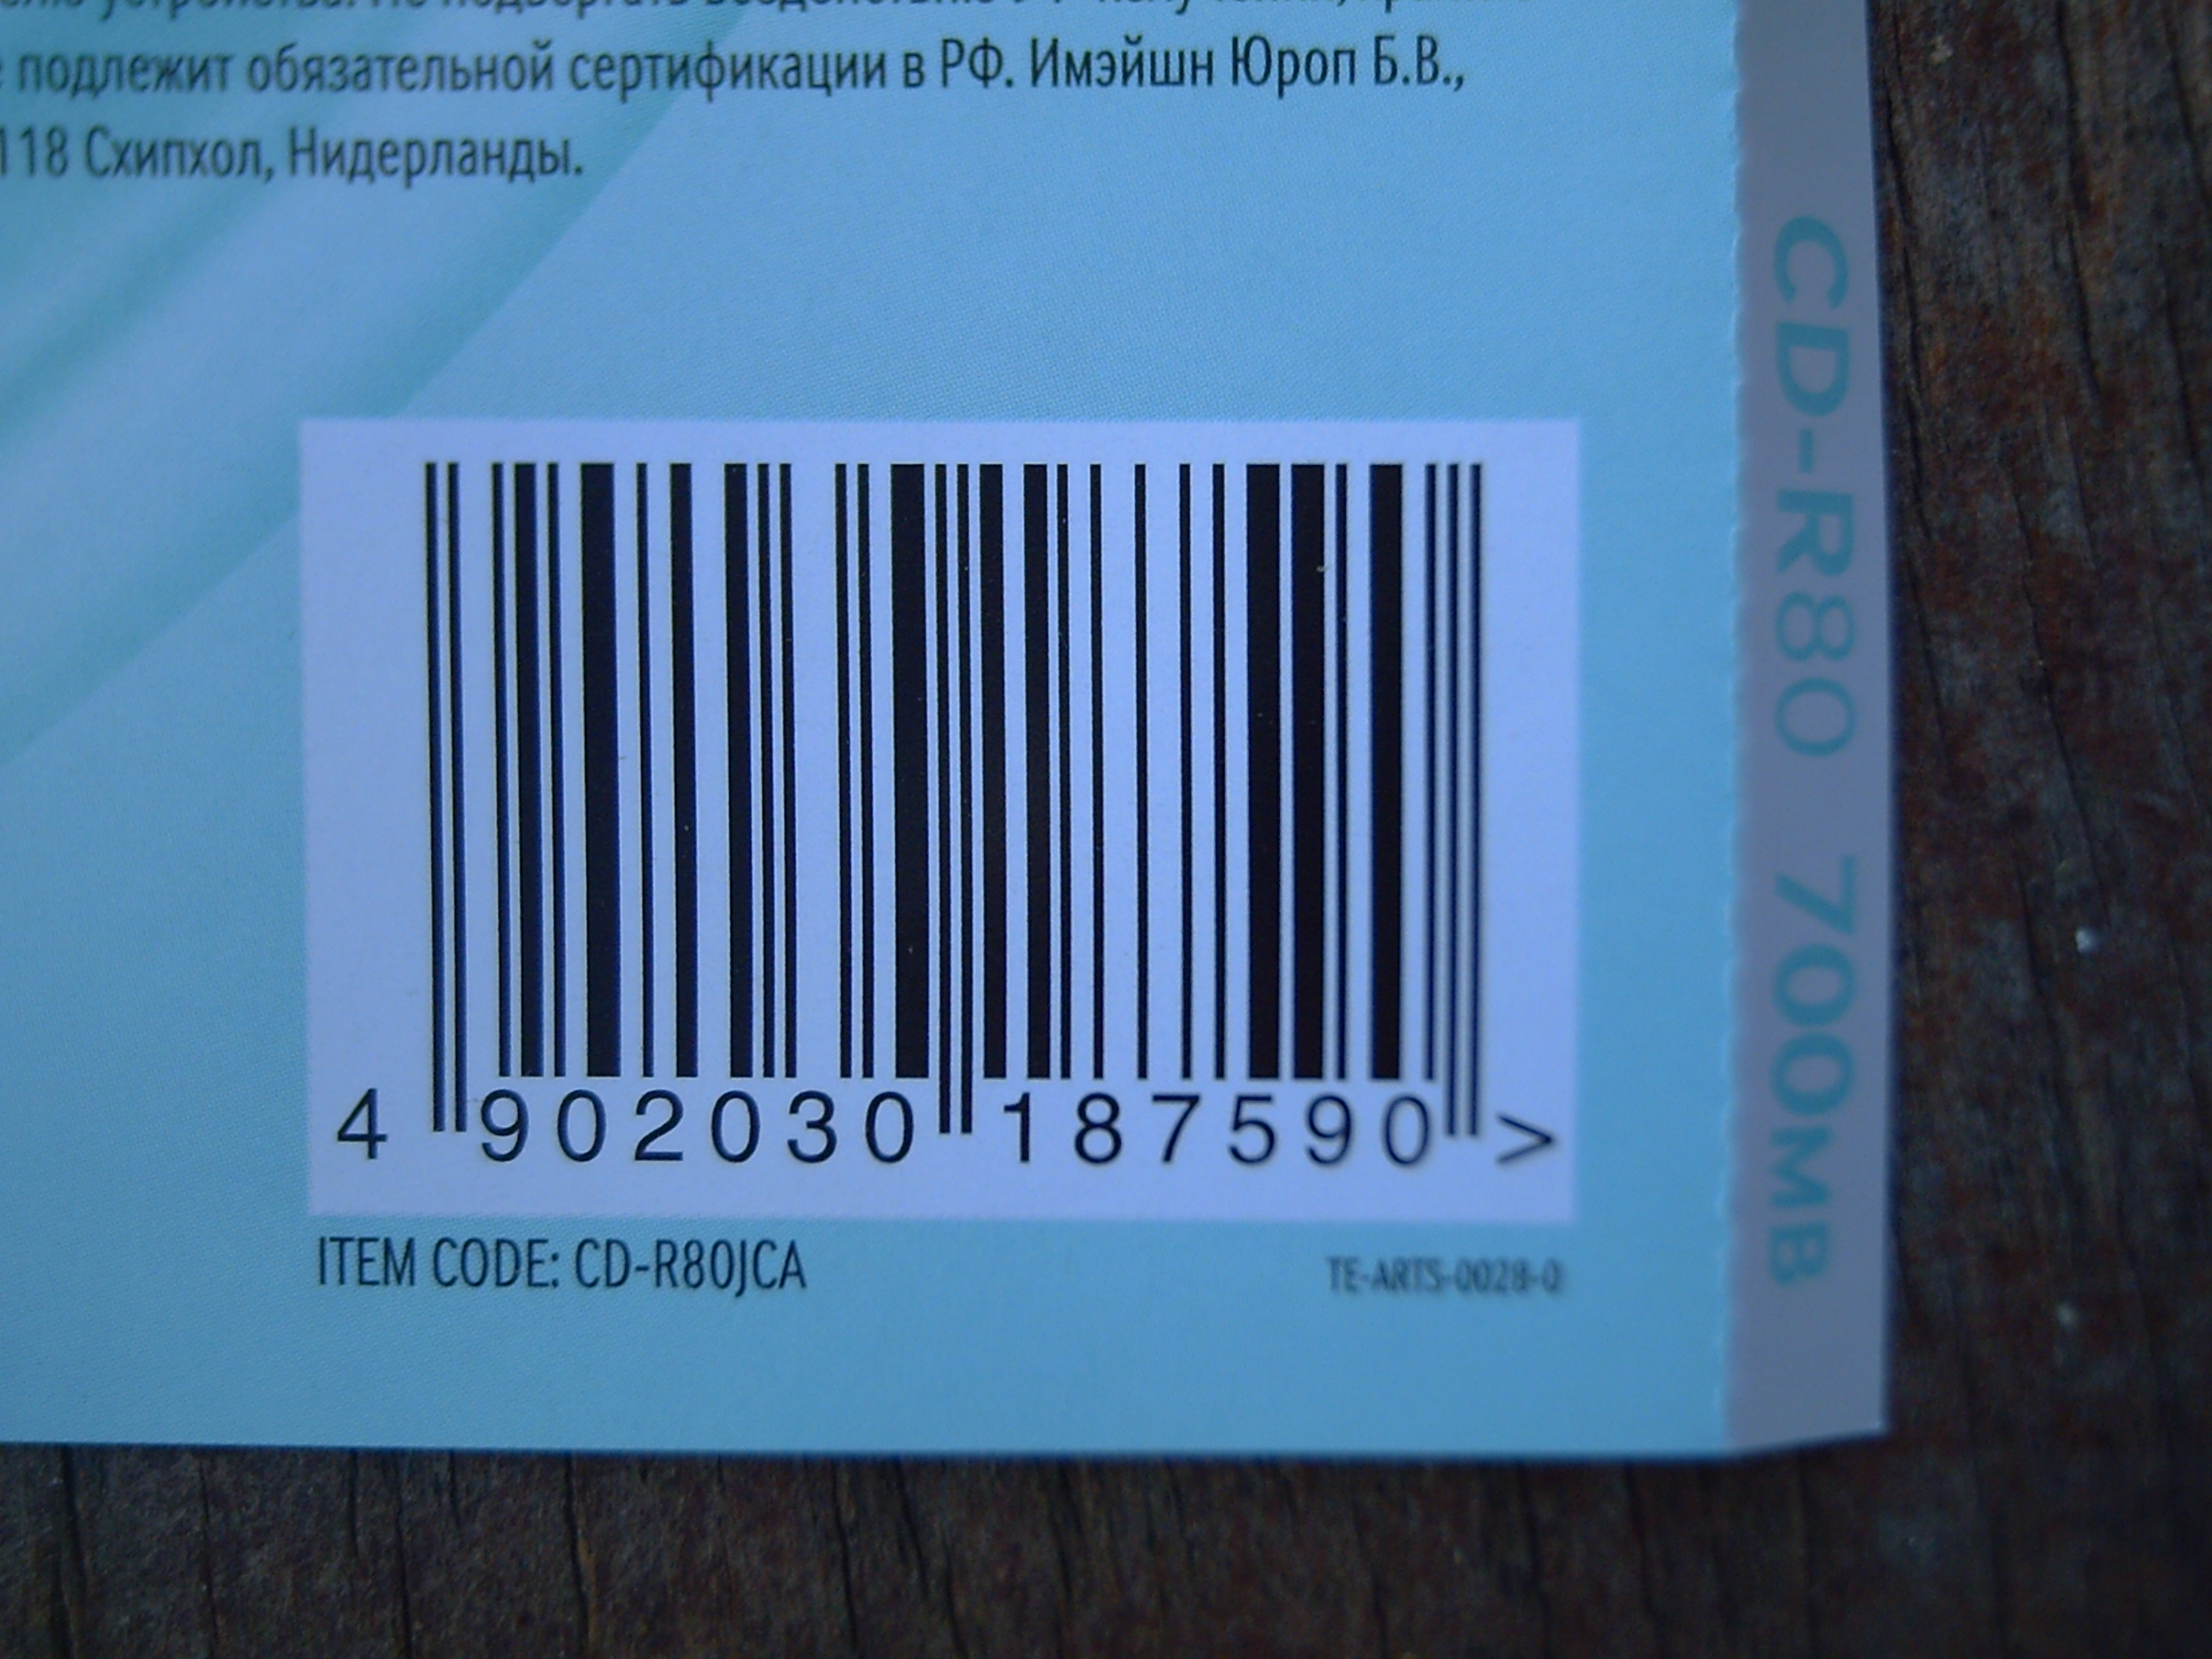 подлежит обязательной сертификации в РФ. Имэйшн Юроп Б.В.,
118 Схипхол, Нидерланды.
4 902030 187590 >
ITEM CODE: CD-R80JCA
TE-ARTS-0028-0
CD-R80 700MB